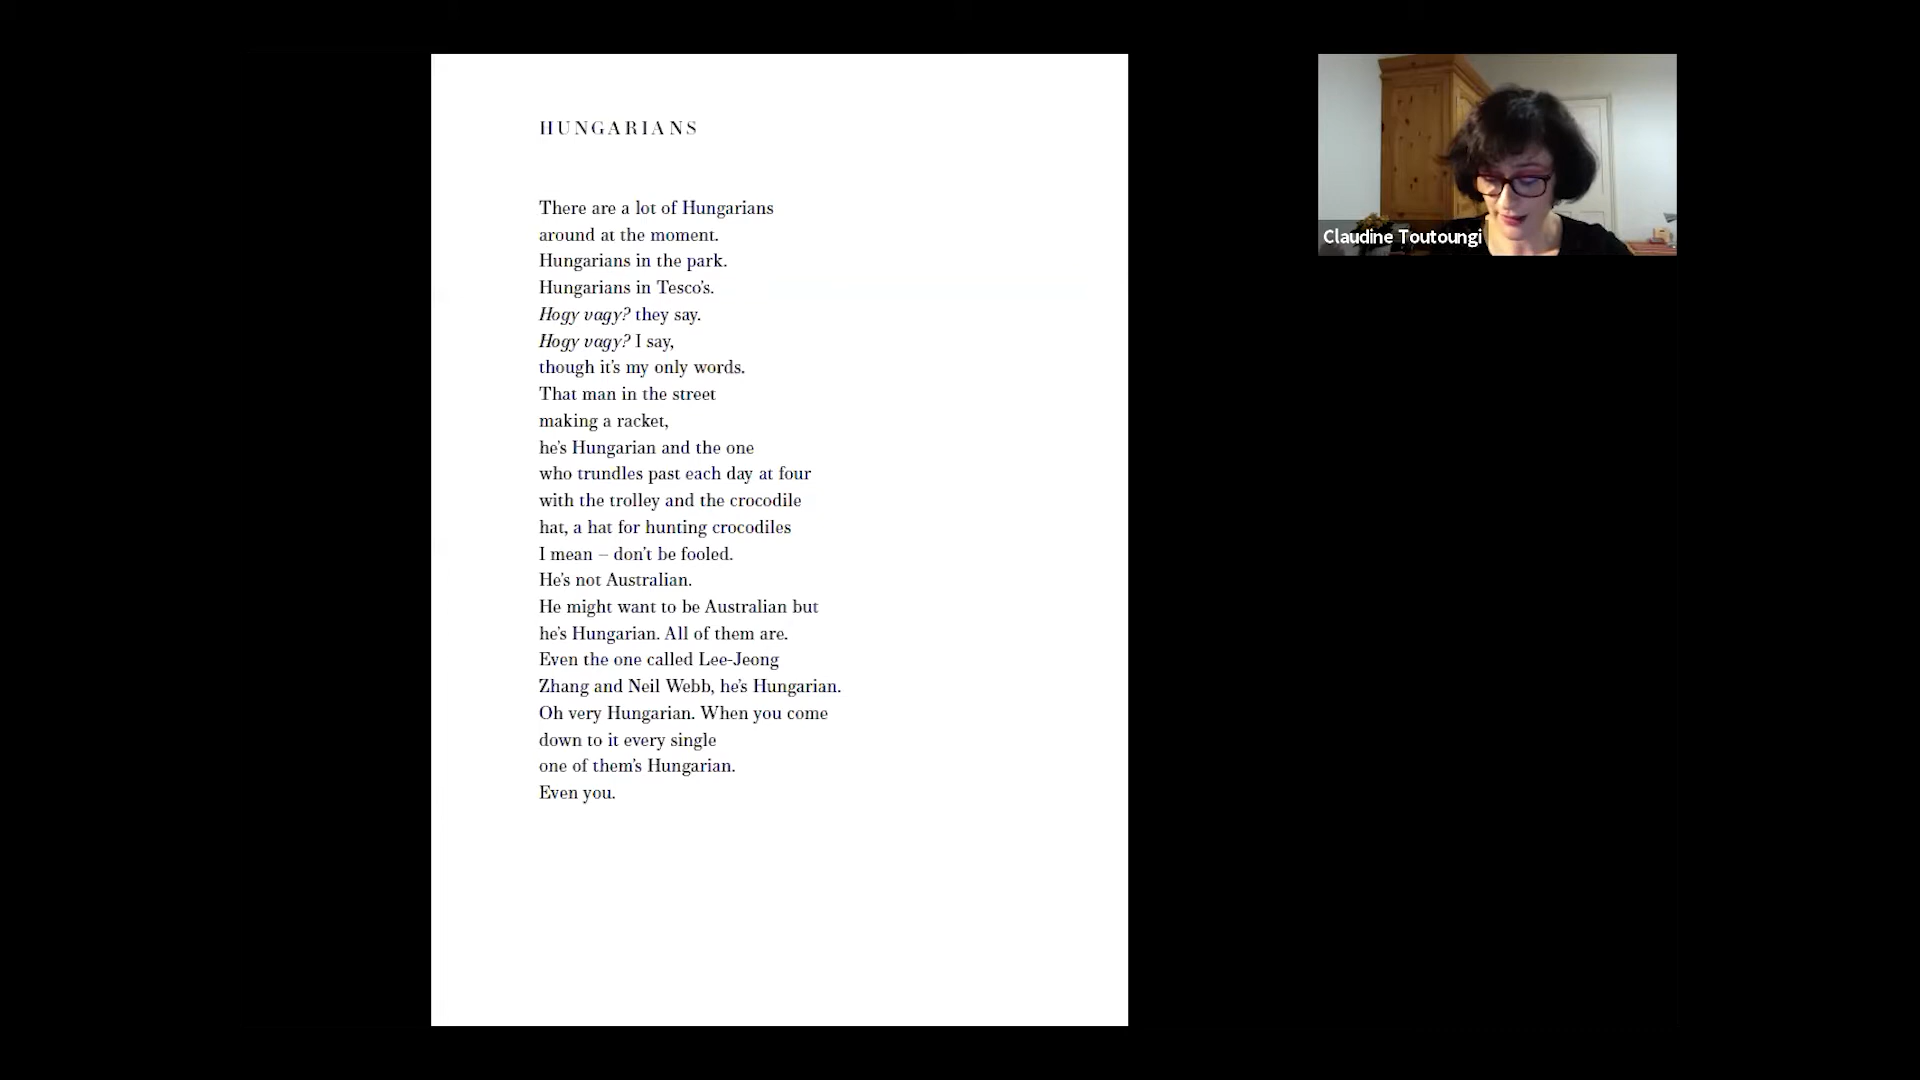 HUNGARIANS
There are a lot of Hungarians
around at the moment.
Hungarians in the park.
Hungarians in Tesco's.
Hogy vagy? they say.
Hogy vagy? I say,
though it's my only words.
That man in the street
making a racket,
he's Hungarian and the one
who trundles past each day at four
with the trolley and the crocodile
hat, a hat for hunting crocodiles
I mean – don't be fooled.
He's not Australian.
He might want to be Australian but
he's Hungarian. All of them are.
Even the one called Lee-Jeong
Zhang and Neil Webb, he's Hungarian.
Oh very Hungarian. When you come
down to it every single
one of them's Hungarian.
Even you.
Claudine Toutoungi